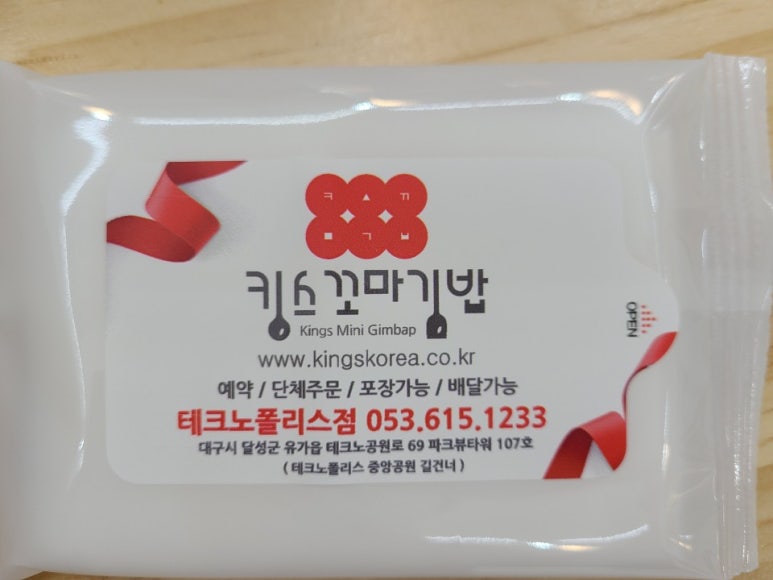 ㅋ ㅅ ㄲ
ㅁ ㄱ ㅂ
킹스꼬마김밥
Kings Mini Gimbap
www.kingskorea.co.kr
예약 / 단체주문 / 포장가능 / 배달가능
테크노폴리스점 053.615.1233
대구시 달성군 유가읍 테크노공원로 69 파크뷰타워 107호
( 테크노폴리스 중앙공원 길건너 )
OPEN